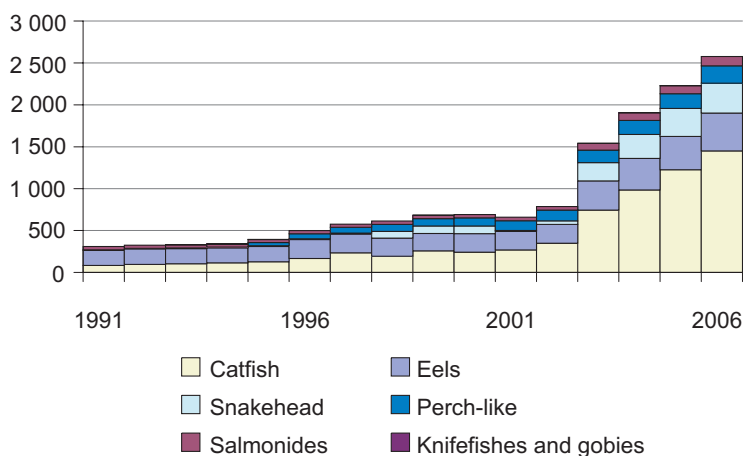 3 000
2 500
2 000
1 500
1 000
500
0
1991 1996 2001 2006
Catfish Eels
Snakehead Perch-like
Salmonides Knifefishes and gobies